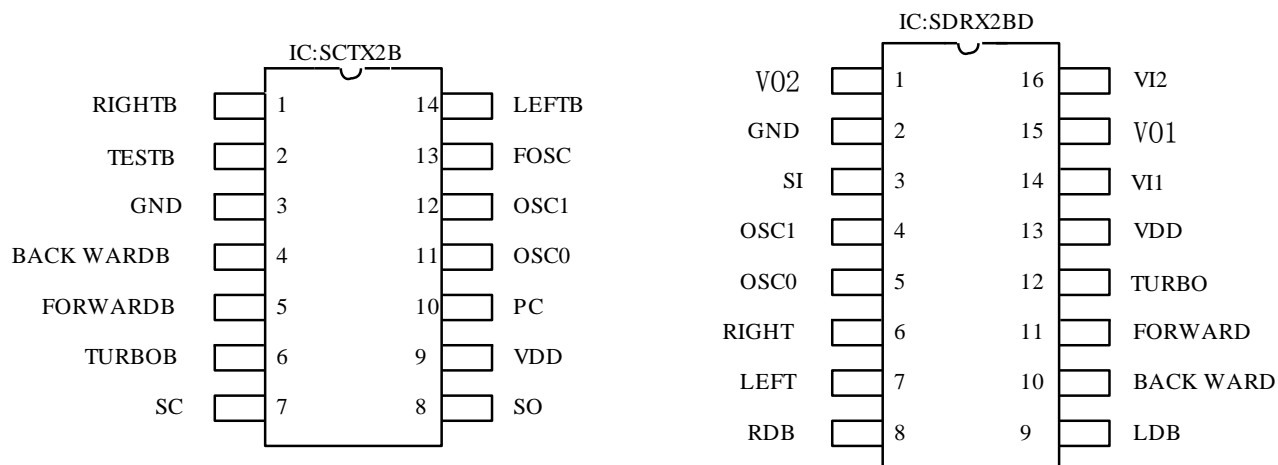 IC:SCTX2B
RIGHTB 1 14 LEFTB
TESTB 2 13 FOSC
GND 3 12 OSC1
BACK WARDB 4 11 OSC0
FORWARDB 5 10 PC
TURBOB 6 9 VDD
SC 7 8 SO
IC:SDRX2BD
VO2 1 16 VI2
GND 2 15 VO1
SI 3 14 VI1
OSC1 4 13 VDD
OSC0 5 12 TURBO
RIGHT 6 11 FORWARD
LEFT 7 10 BACK WARD
RDB 8 9 LDB